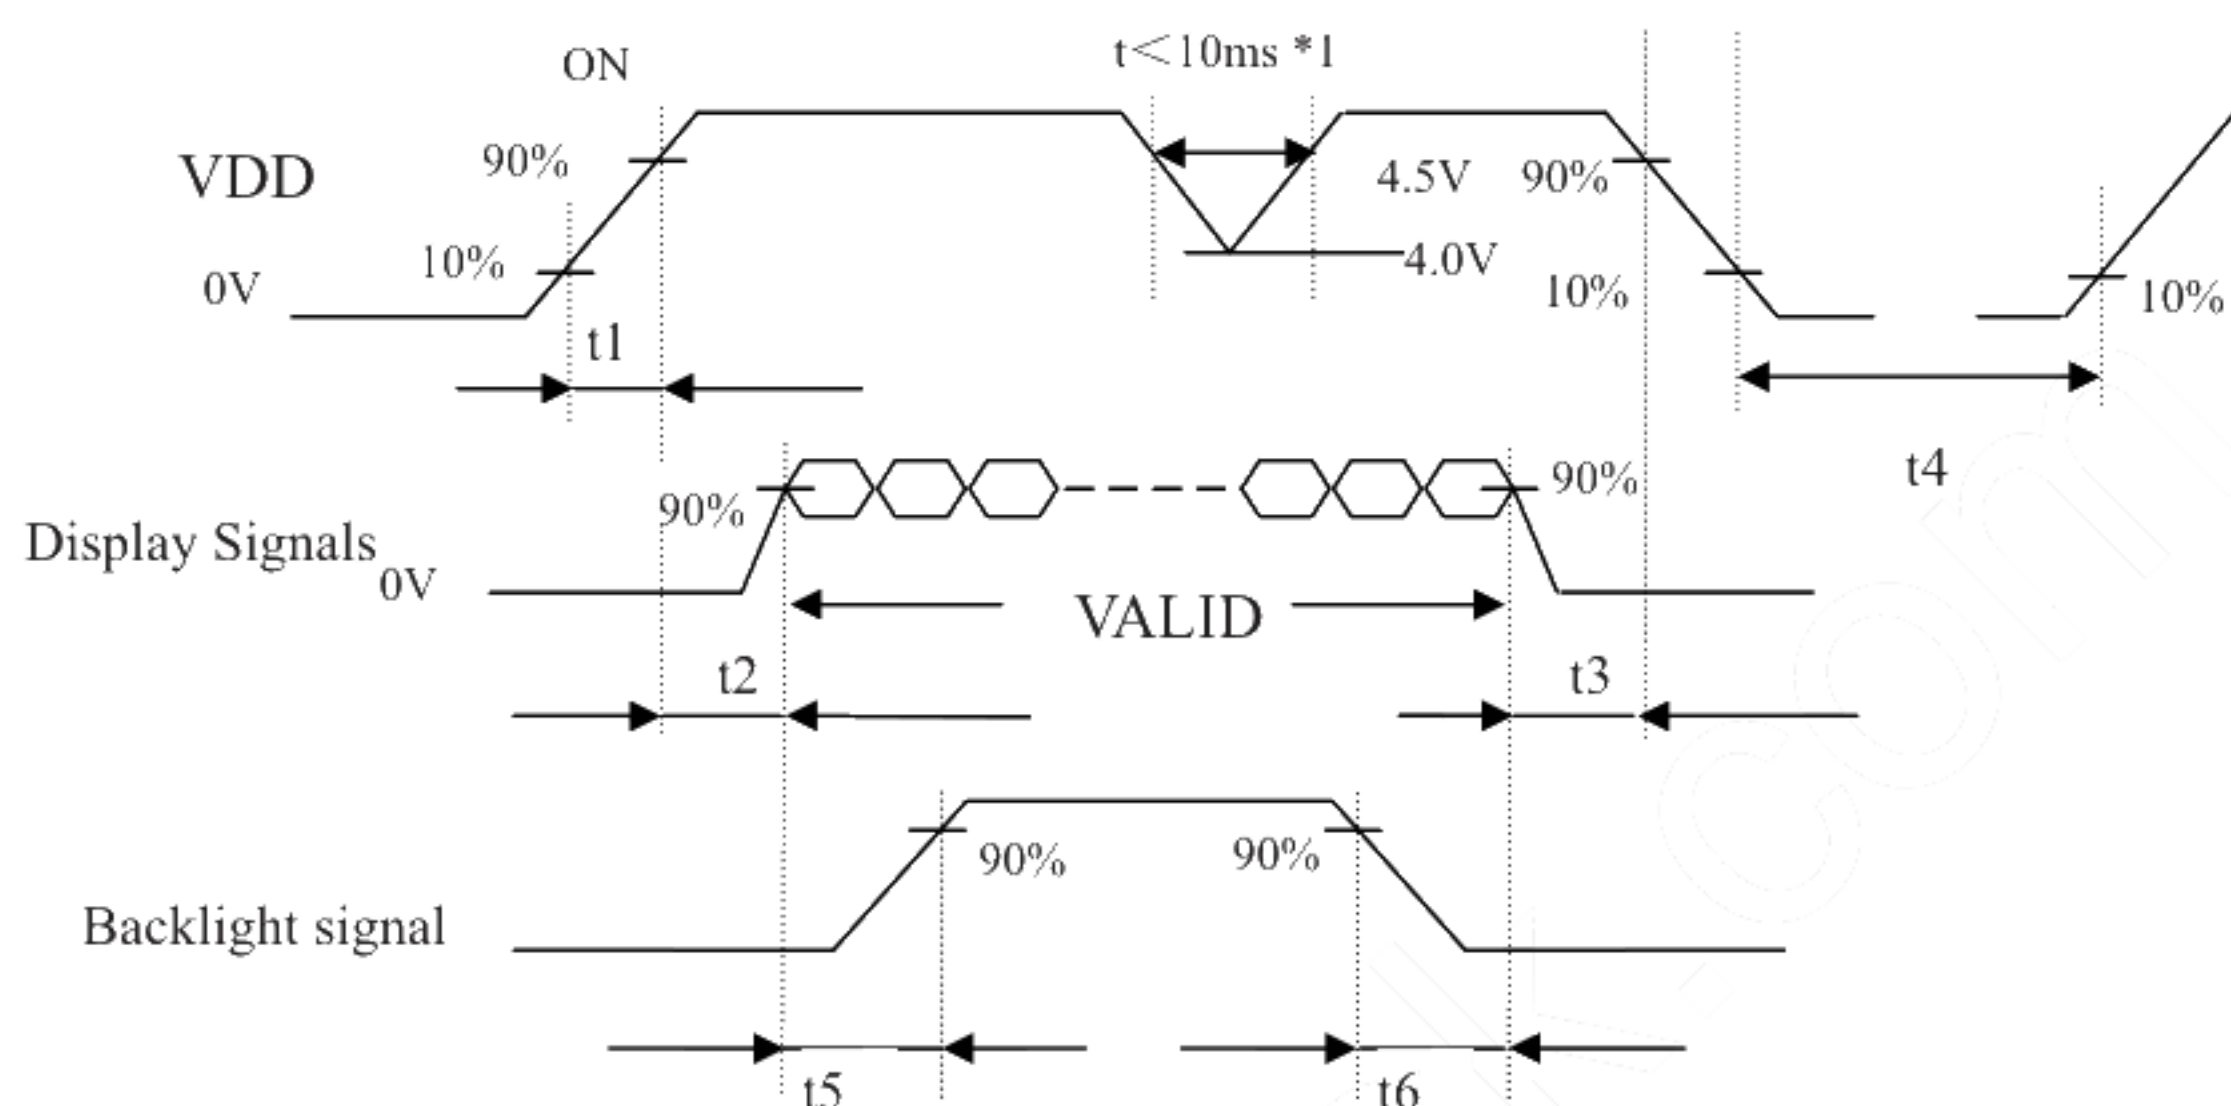 ON
t<10ms *1
VDD
90%
4.5V
90%
10%
4.0V
0V
10%
10%
t1
t4
90%
90%
Display Signals
0V
VALID
t2
t3
90%
90%
Backlight signal
t5
t6